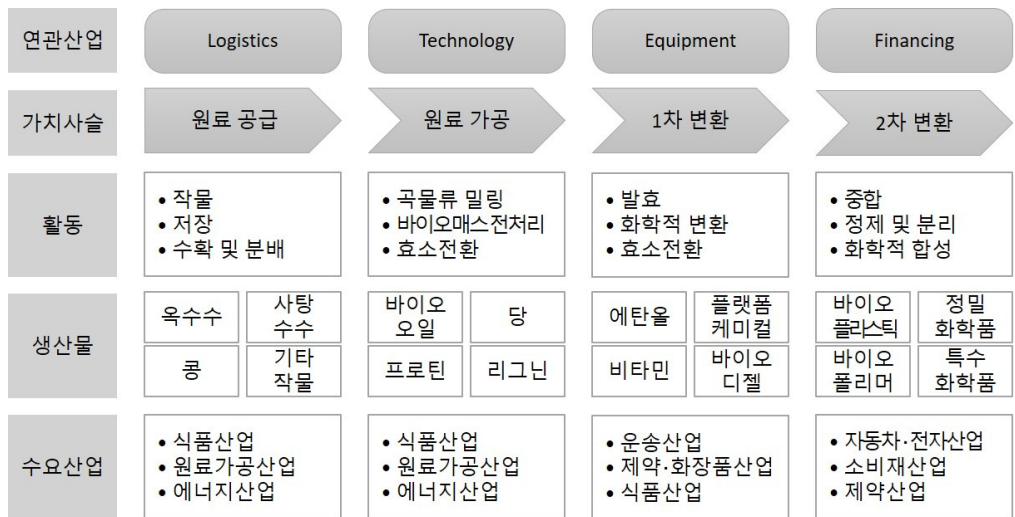 연관산업
Logistics
Technology
Equipment
Financing
가치사슬
원료 공급
원료 가공
1차 변환
2차 변환
활동
• 작물
• 저장
• 수확 및 분배
• 곡물류 밀링
• 바이오매스전처리
• 효소전환
• 발효
• 화학적 변환
• 효소전환
• 중합
• 정제 및 분리
• 화학적 합성
생산물
옥수수
사탕
수수
콩
기타
작물
바이오
오일
당
프로틴
리그닌
에탄올
플랫폼
케미컬
비타민
바이오
디젤
바이오
플라스틱
정밀
화학품
바이오
폴리머
특수
화학품
수요산업
• 식품산업
• 원료가공산업
• 에너지산업
• 식품산업
• 원료가공산업
• 에너지산업
• 운송산업
• 제약·화장품산업
• 식품산업
• 자동차·전자산업
• 소비재산업
• 제약산업